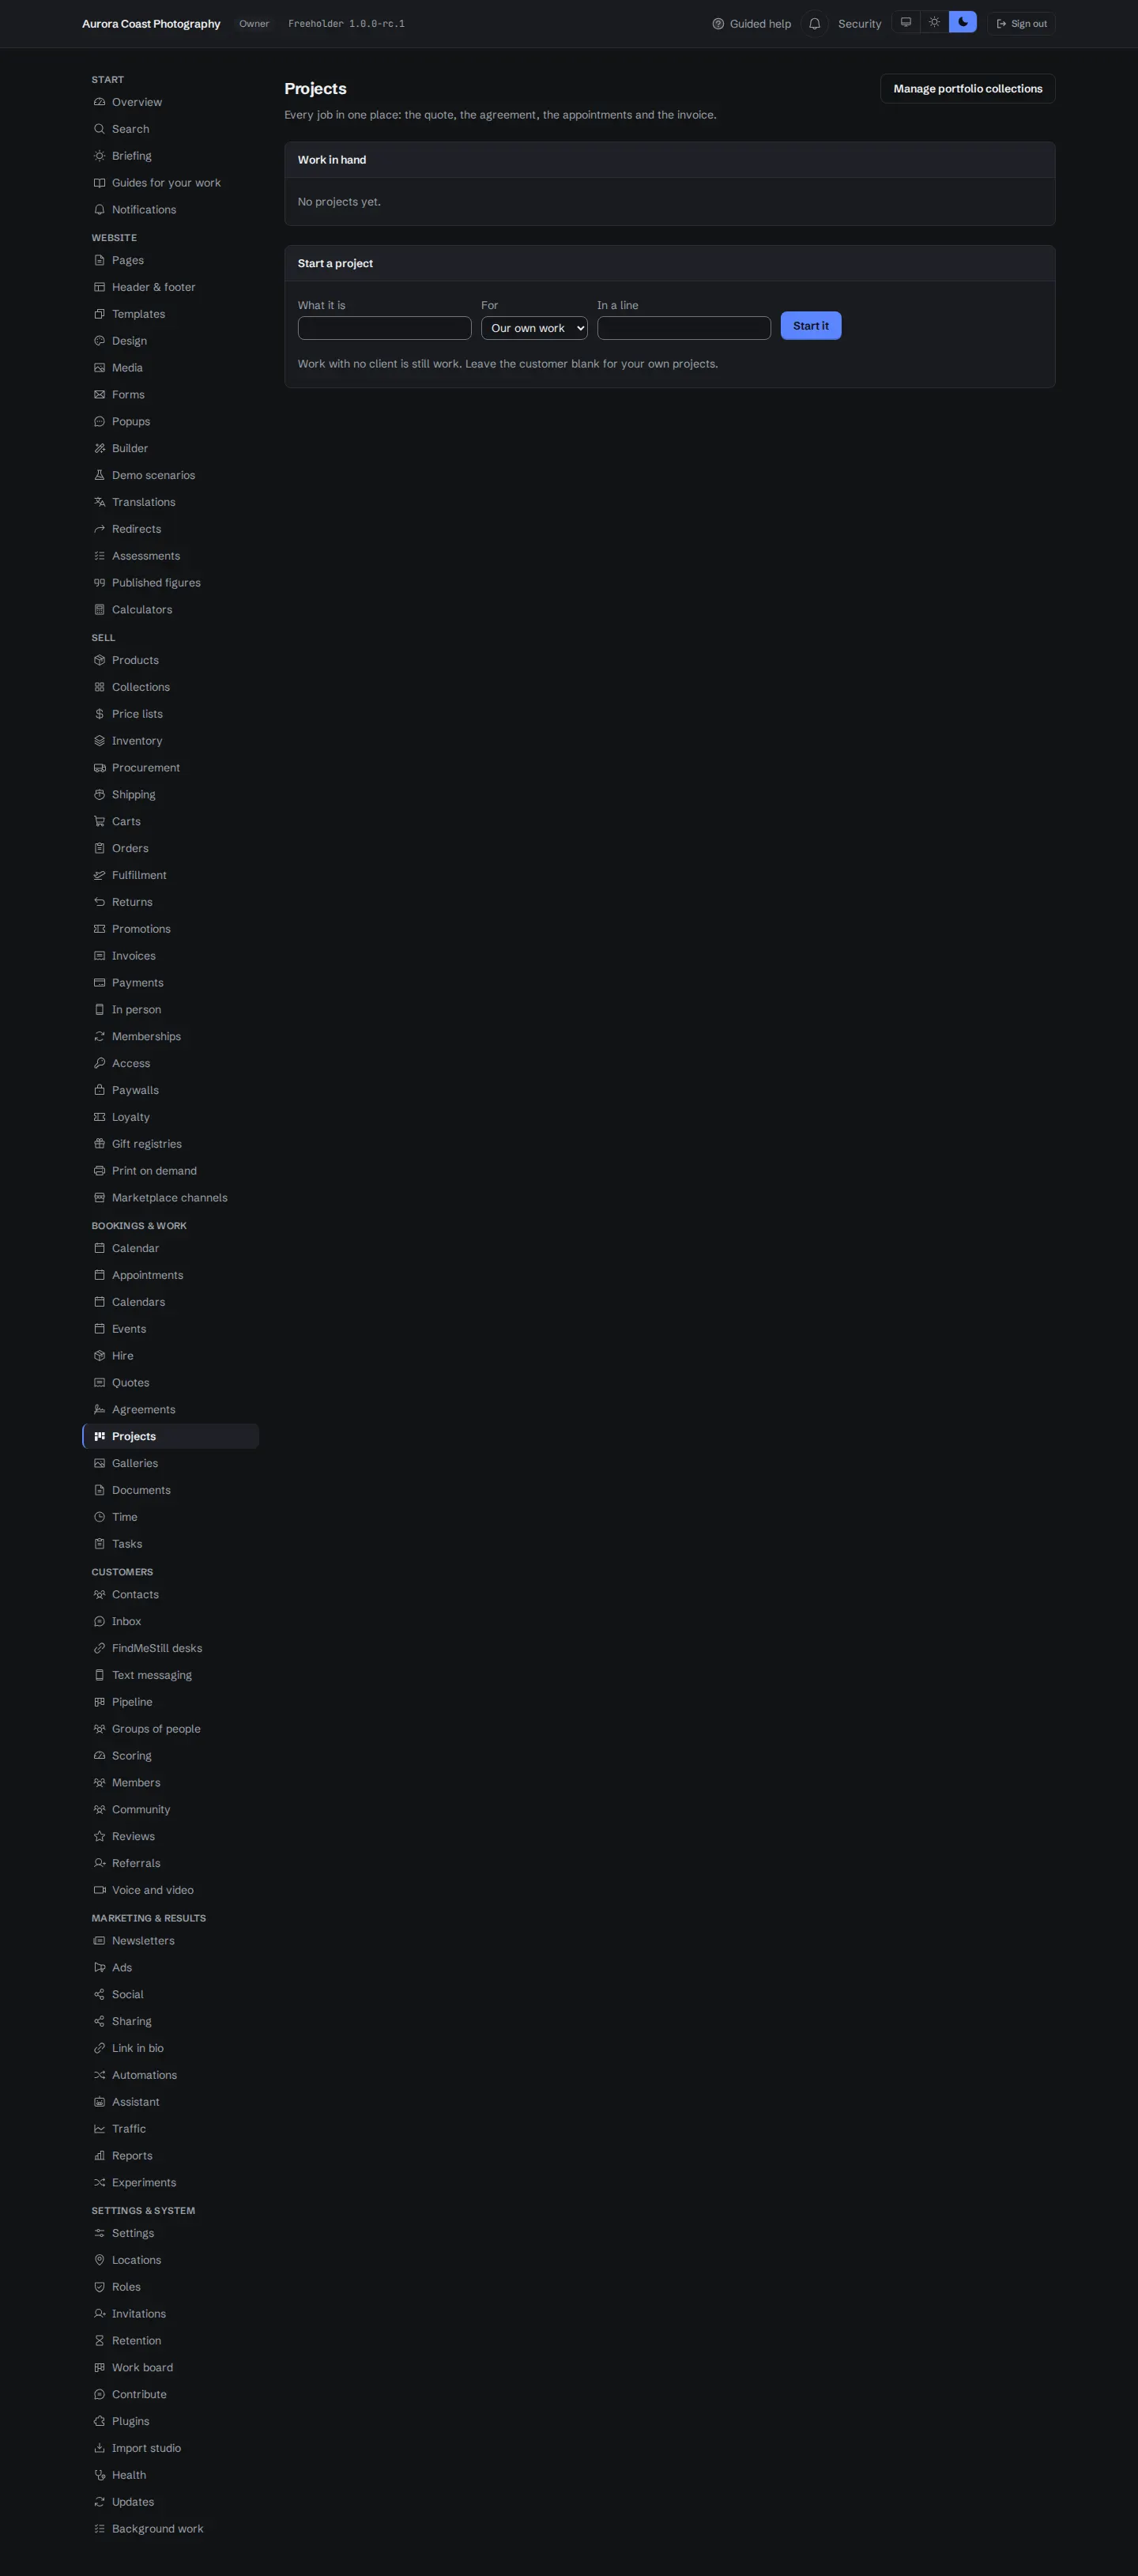 Aurora Coast Photography Owner Freeholder 1.0.0-rc.1 Guided help Security Sign out
START
Overview
Search
Briefing
Guides for your work
Notifications
WEBSITE
Pages
Header & footer
Templates
Design
Media
Forms
Popups
Builder
Demo scenarios
Translations
Redirects
Assessments
Published figures
Calculators
SELL
Products
Collections
Price lists
Inventory
Procurement
Shipping
Carts
Orders
Fulfillment
Returns
Promotions
Invoices
Payments
In person
Memberships
Access
Paywalls
Loyalty
Gift registries
Print on demand
Marketplace channels
BOOKINGS & WORK
Calendar
Appointments
Calendars
Events
Hire
Quotes
Agreements
Projects
Galleries
Documents
Time
Tasks
CUSTOMERS
Contacts
Inbox
FindMeStill desks
Text messaging
Pipeline
Groups of people
Scoring
Members
Community
Reviews
Referrals
Voice and video
MARKETING & RESULTS
Newsletters
Ads
Social
Sharing
Link in bio
Automations
Assistant
Traffic
Reports
Experiments
SETTINGS & SYSTEM
Settings
Locations
Roles
Invitations
Retention
Work board
Contribute
Plugins
Import studio
Health
Updates
Background work
Projects
Manage portfolio collections
Every job in one place: the quote, the agreement, the appointments and the invoice.
Work in hand
No projects yet.
Start a project
What it is For In a line
Our own work Start it
Work with no client is still work. Leave the customer blank for your own projects.